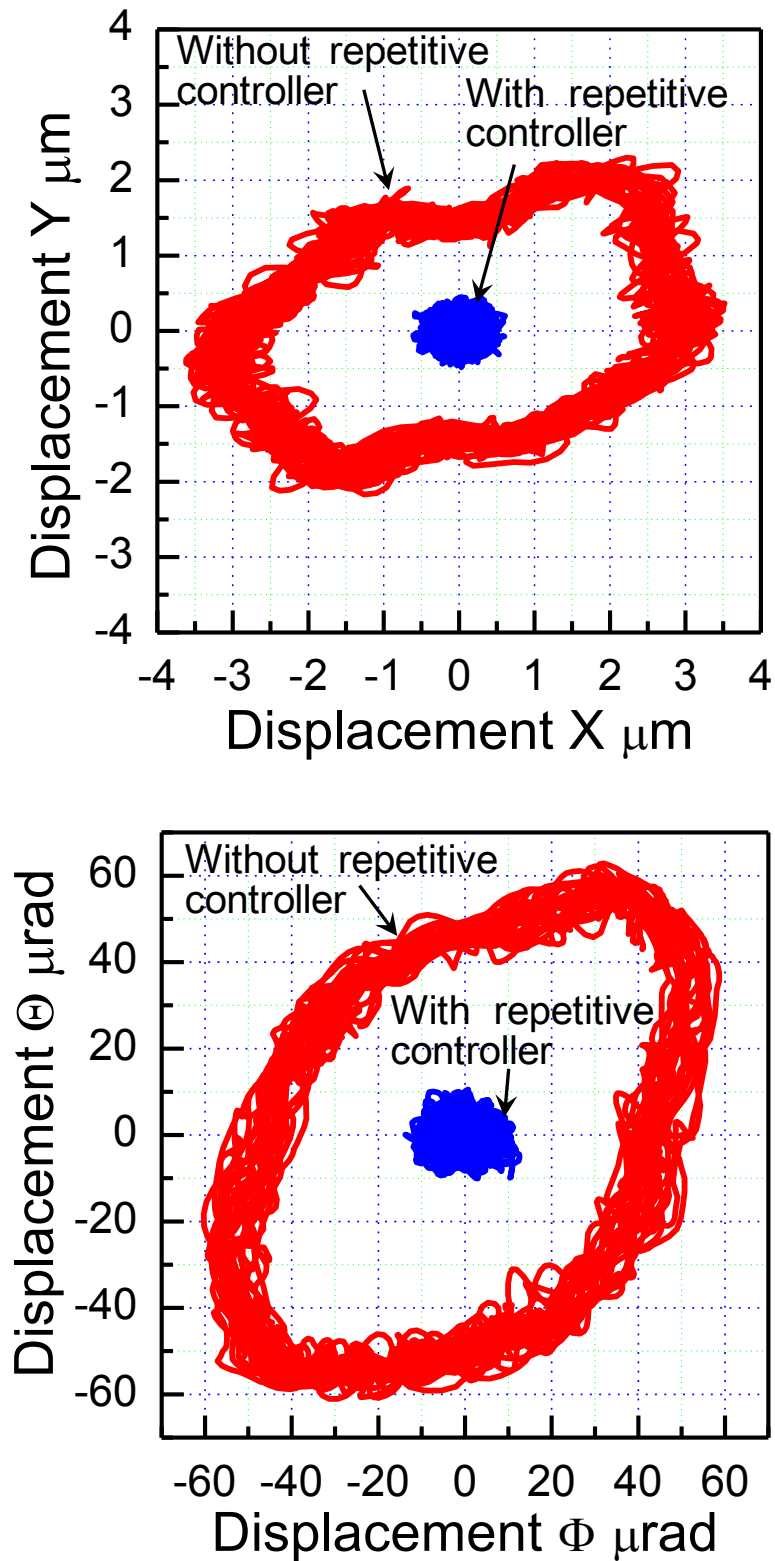 4
Without repetitive
controller
3
With repetitive
controller
2
1
0
-1
-2
-3
-4
Displacement Y μm
-4 -3 -2 -1 0 1 2 3 4
Displacement X μm
Without repetitive
controller
60
40
With repetitive
controller
20
0
-20
-40
-60
Displacement Θ μrad
-60 -40 -20 0 20 40 60
Displacement Φ μrad